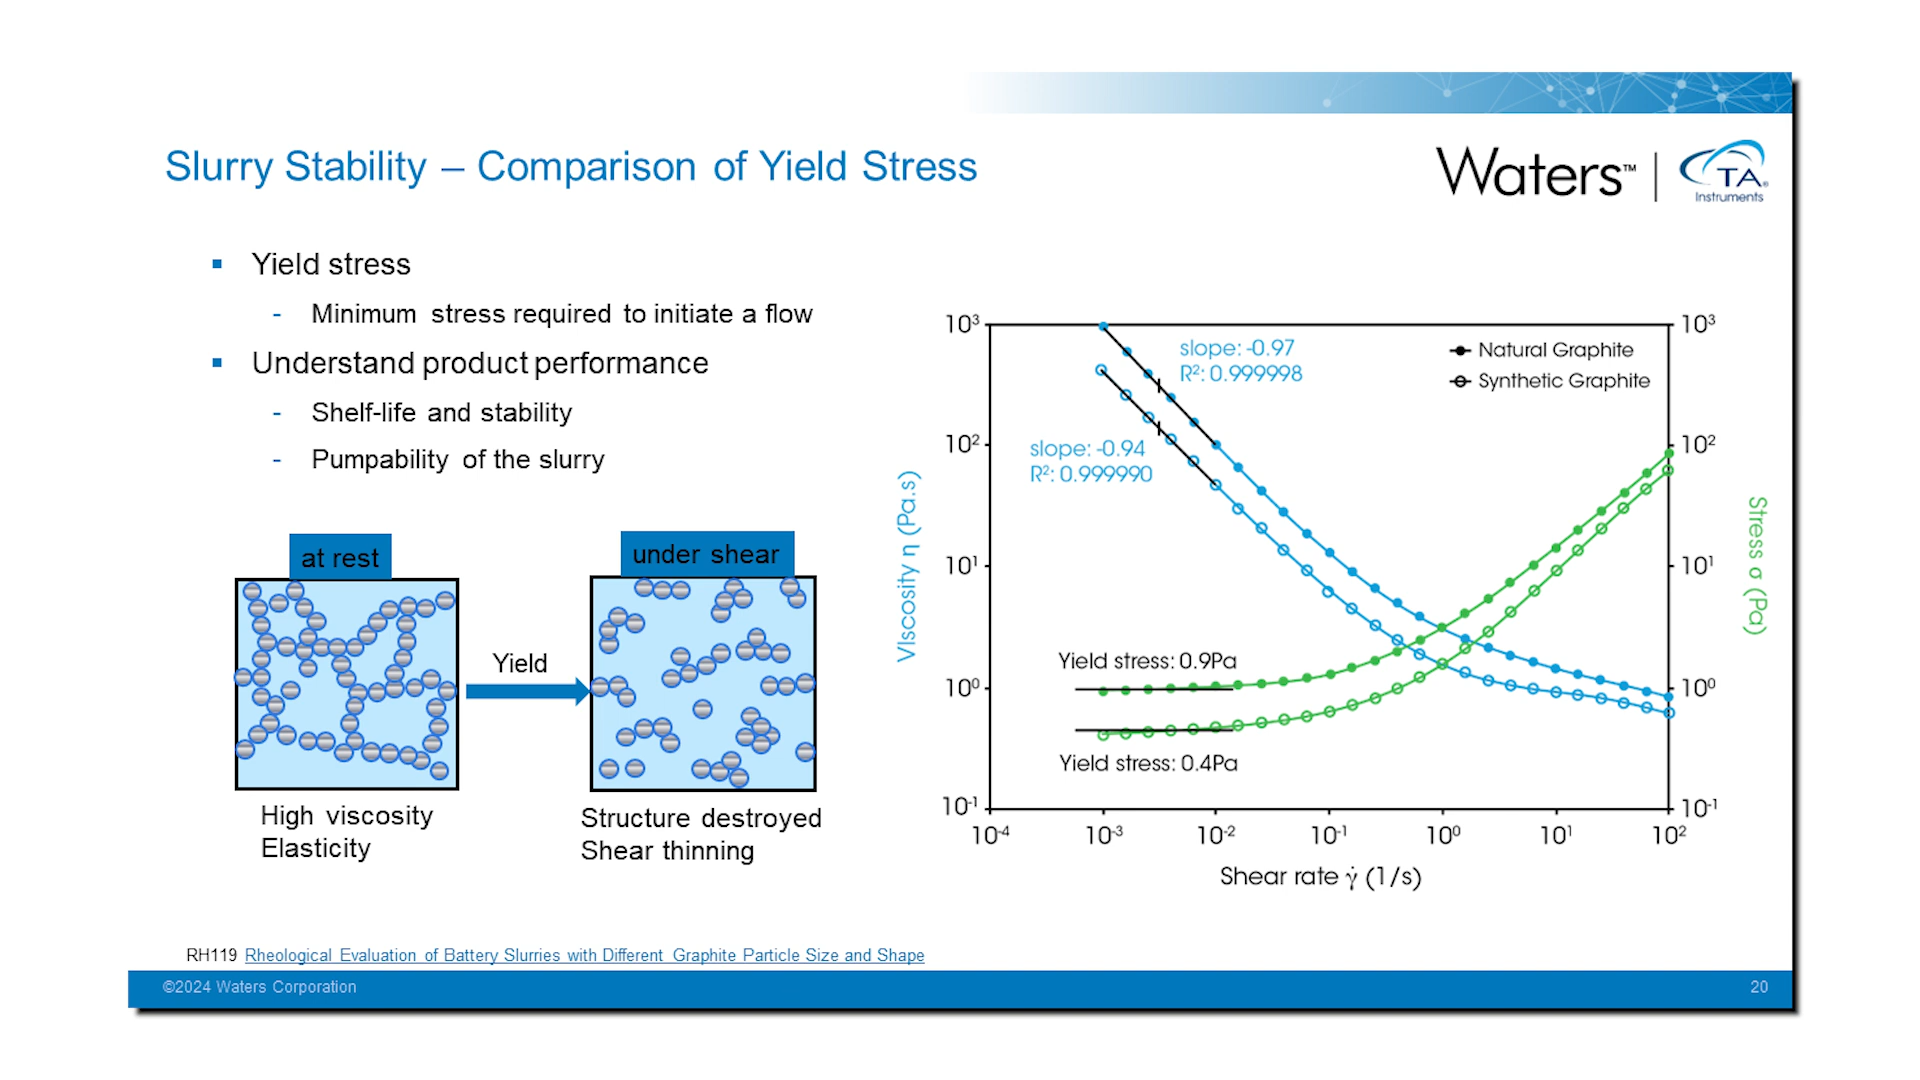 Slurry Stability – Comparison of Yield Stress
Waters™ | TA®
Instruments
▪ Yield stress
- Minimum stress required to initiate a flow
▪ Understand product performance
- Shelf-life and stability
- Pumpability of the slurry
at rest
under shear
Yield
High viscosity
Elasticity
Structure destroyed
Shear thinning
VIscosity η (Pa.s)
10³
10²
10¹
10⁰
10⁻¹
slope: -0.97
R²: 0.999998
slope: -0.94
R²: 0.999990
Natural Graphite
Synthetic Graphite
Yield stress: 0.9Pa
Yield stress: 0.4Pa
10³
10²
10¹
10⁰
10⁻¹
Stress σ (Pa)
10⁻⁴ 10⁻³ 10⁻² 10⁻¹ 10⁰ 10¹ 10²
Shear rate γ̇ (1/s)
RH119 Rheological Evaluation of Battery Slurries with Different Graphite Particle Size and Shape
©2024 Waters Corporation
20